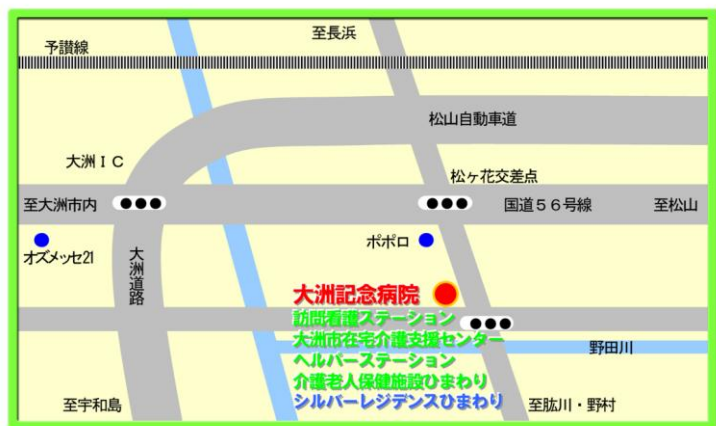 至長浜
予讃線
松山自動車道
大洲ＩＣ
松ヶ花交差点
至大洲市内
国道５６号線
至松山
オズメッセ21
大洲道路
ポポロ
大洲記念病院
訪問看護ステーション
大洲市在宅介護支援センター
ヘルパーステーション
介護老人保健施設ひまわり
シルバーレジデンスひまわり
野田川
至宇和島
至肱川・野村